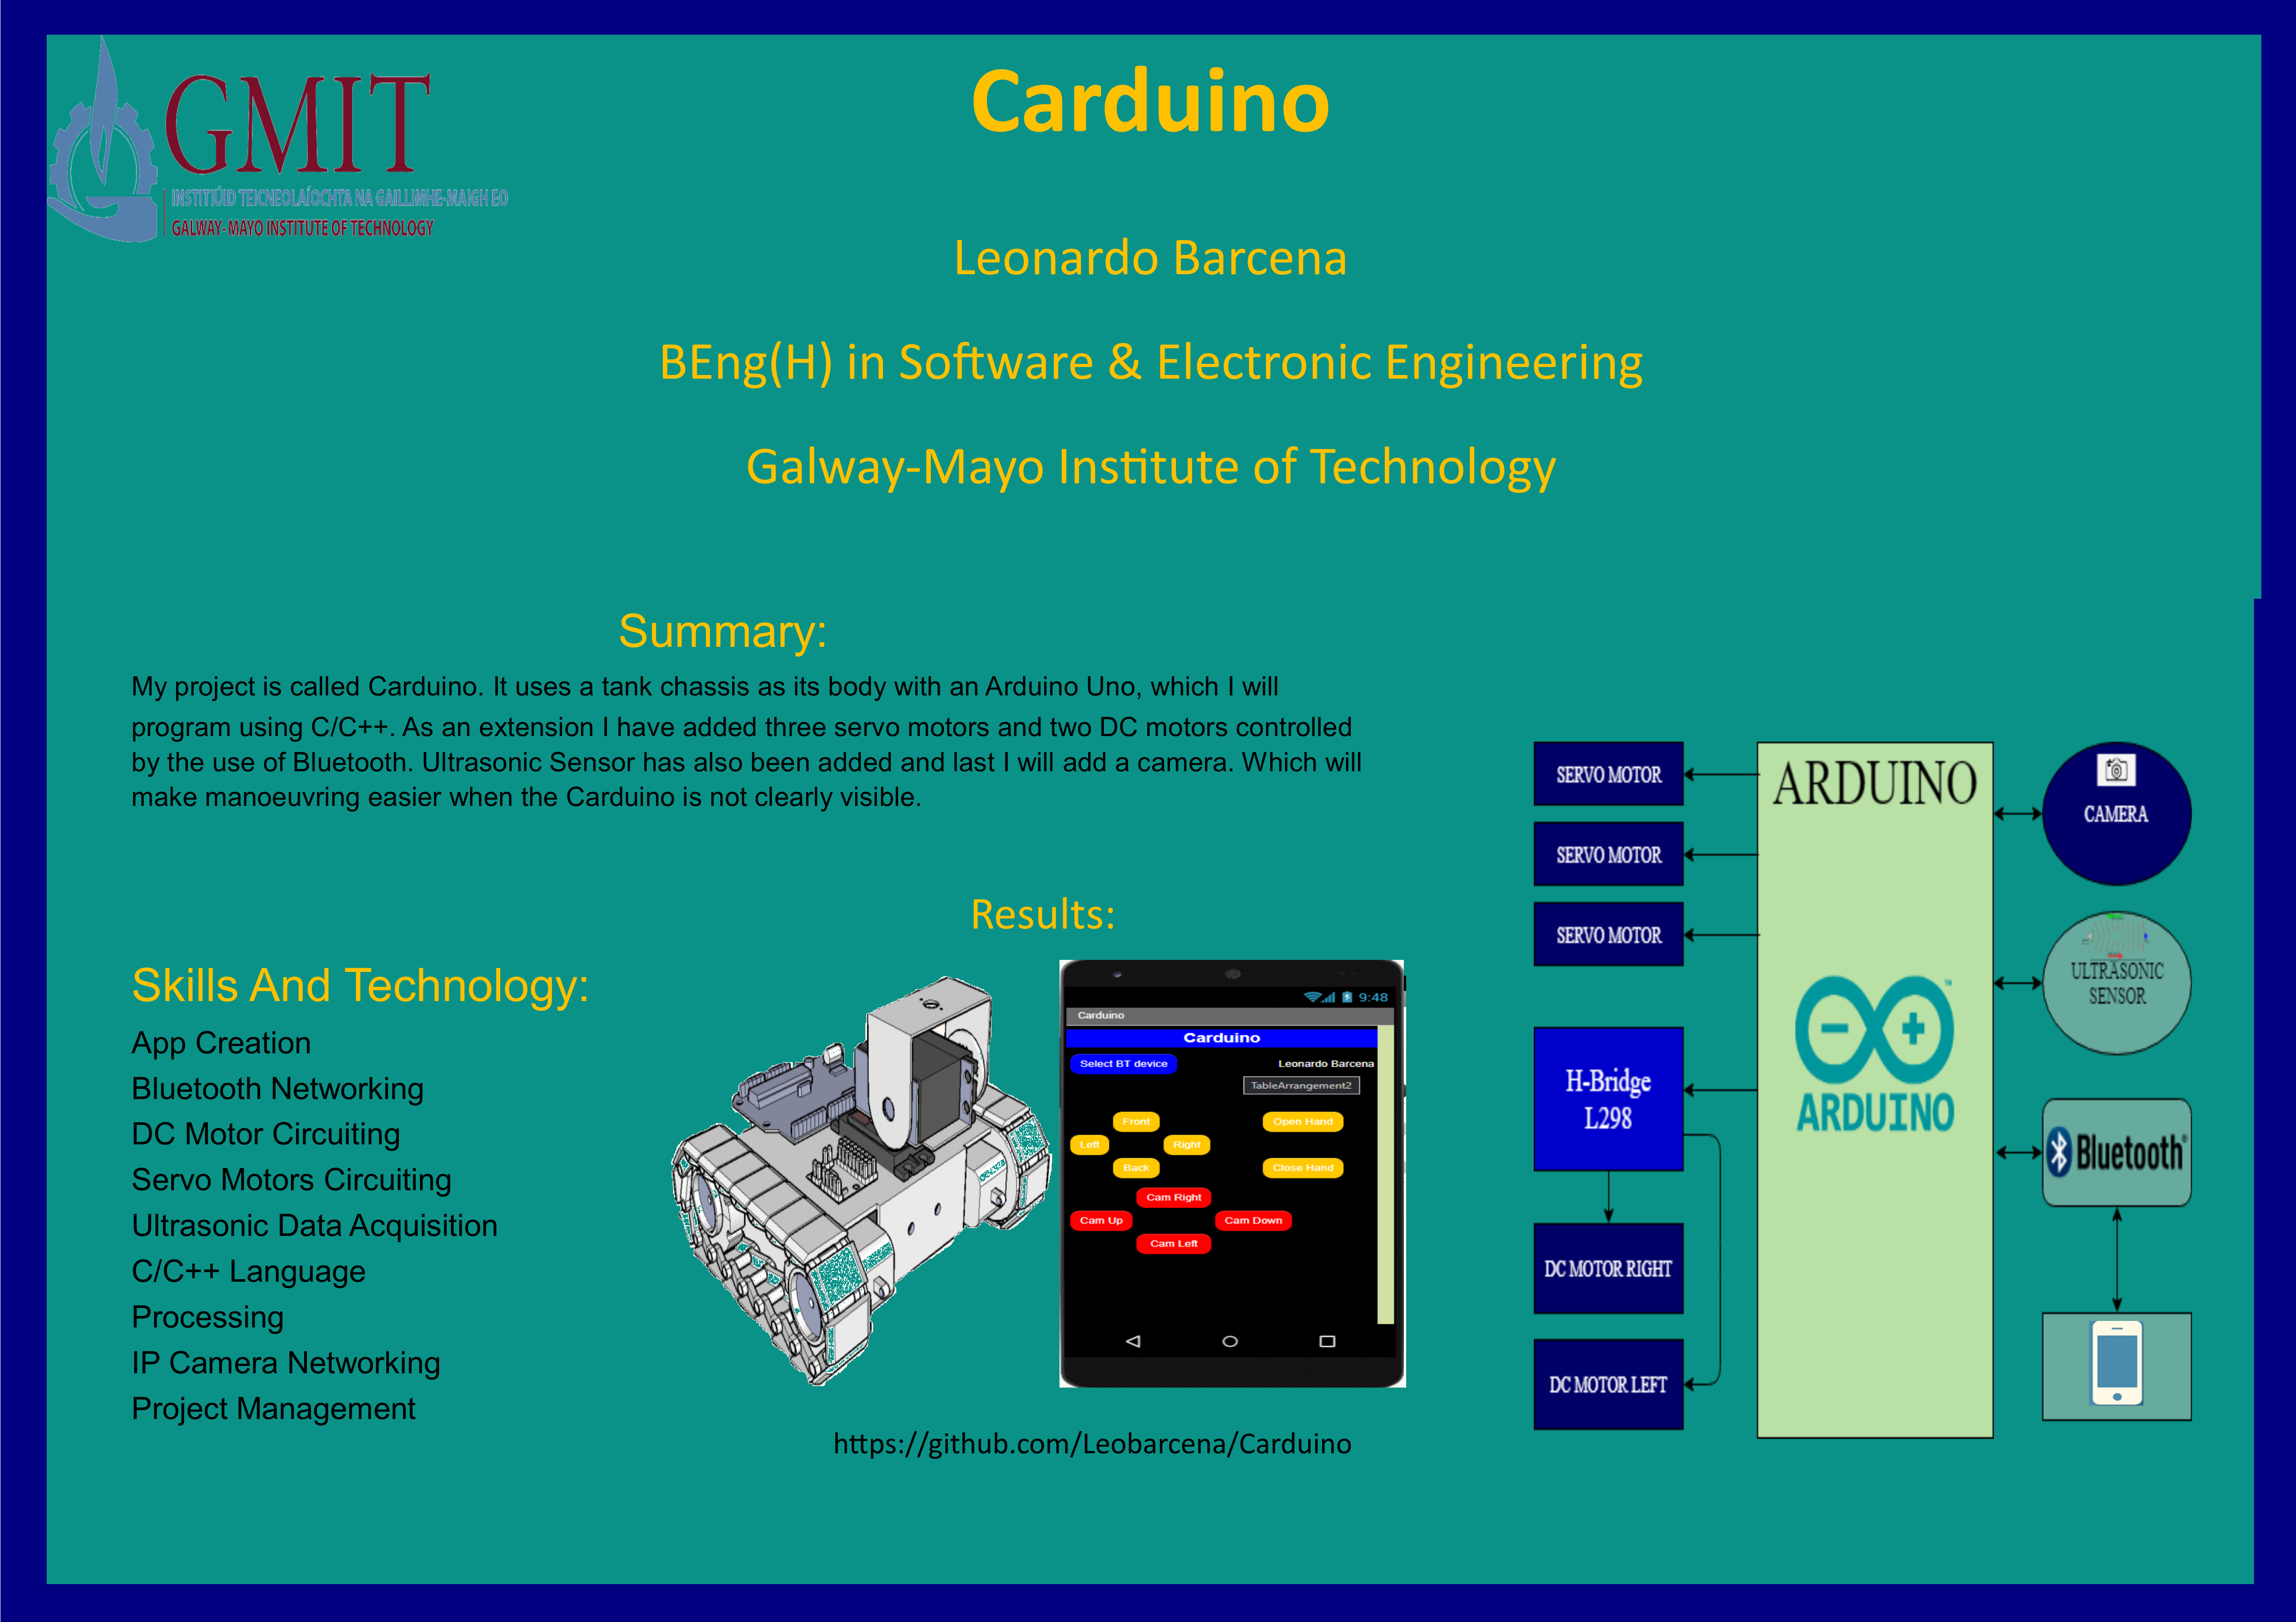 GMIT
INSTITIÚID TEICNEOLAÍOCHTA NA GAILLIMHE-MAIGH EO
GALWAY-MAYO INSTITUTE OF TECHNOLOGY
Carduino
Leonardo Barcena
BEng(H) in Software & Electronic Engineering
Galway-Mayo Institute of Technology
Summary:
My project is called Carduino. It uses a tank chassis as its body with an Arduino Uno, which I will
program using C/C++. As an extension I have added three servo motors and two DC motors controlled
by the use of Bluetooth. Ultrasonic Sensor has also been added and last I will add a camera. Which will
make manoeuvring easier when the Carduino is not clearly visible.
Skills And Technology:
App Creation
Bluetooth Networking
DC Motor Circuiting
Servo Motors Circuiting
Ultrasonic Data Acquisition
C/C++ Language
Processing
IP Camera Networking
Project Management
Results:
9:48
Carduino
Carduino
Select BT device
Leonardo Barcena
TableArrangement2
Front
Open Hand
Left
Right
Back
Close Hand
Cam Right
Cam Up
Cam Down
Cam Left
https://github.com/Leobarcena/Carduino
SERVO MOTOR
SERVO MOTOR
SERVO MOTOR
H-Bridge
L298
DC MOTOR RIGHT
DC MOTOR LEFT
ARDUINO
ARDUINO
™
CAMERA
ULTRASONIC
SENSOR
Bluetooth®